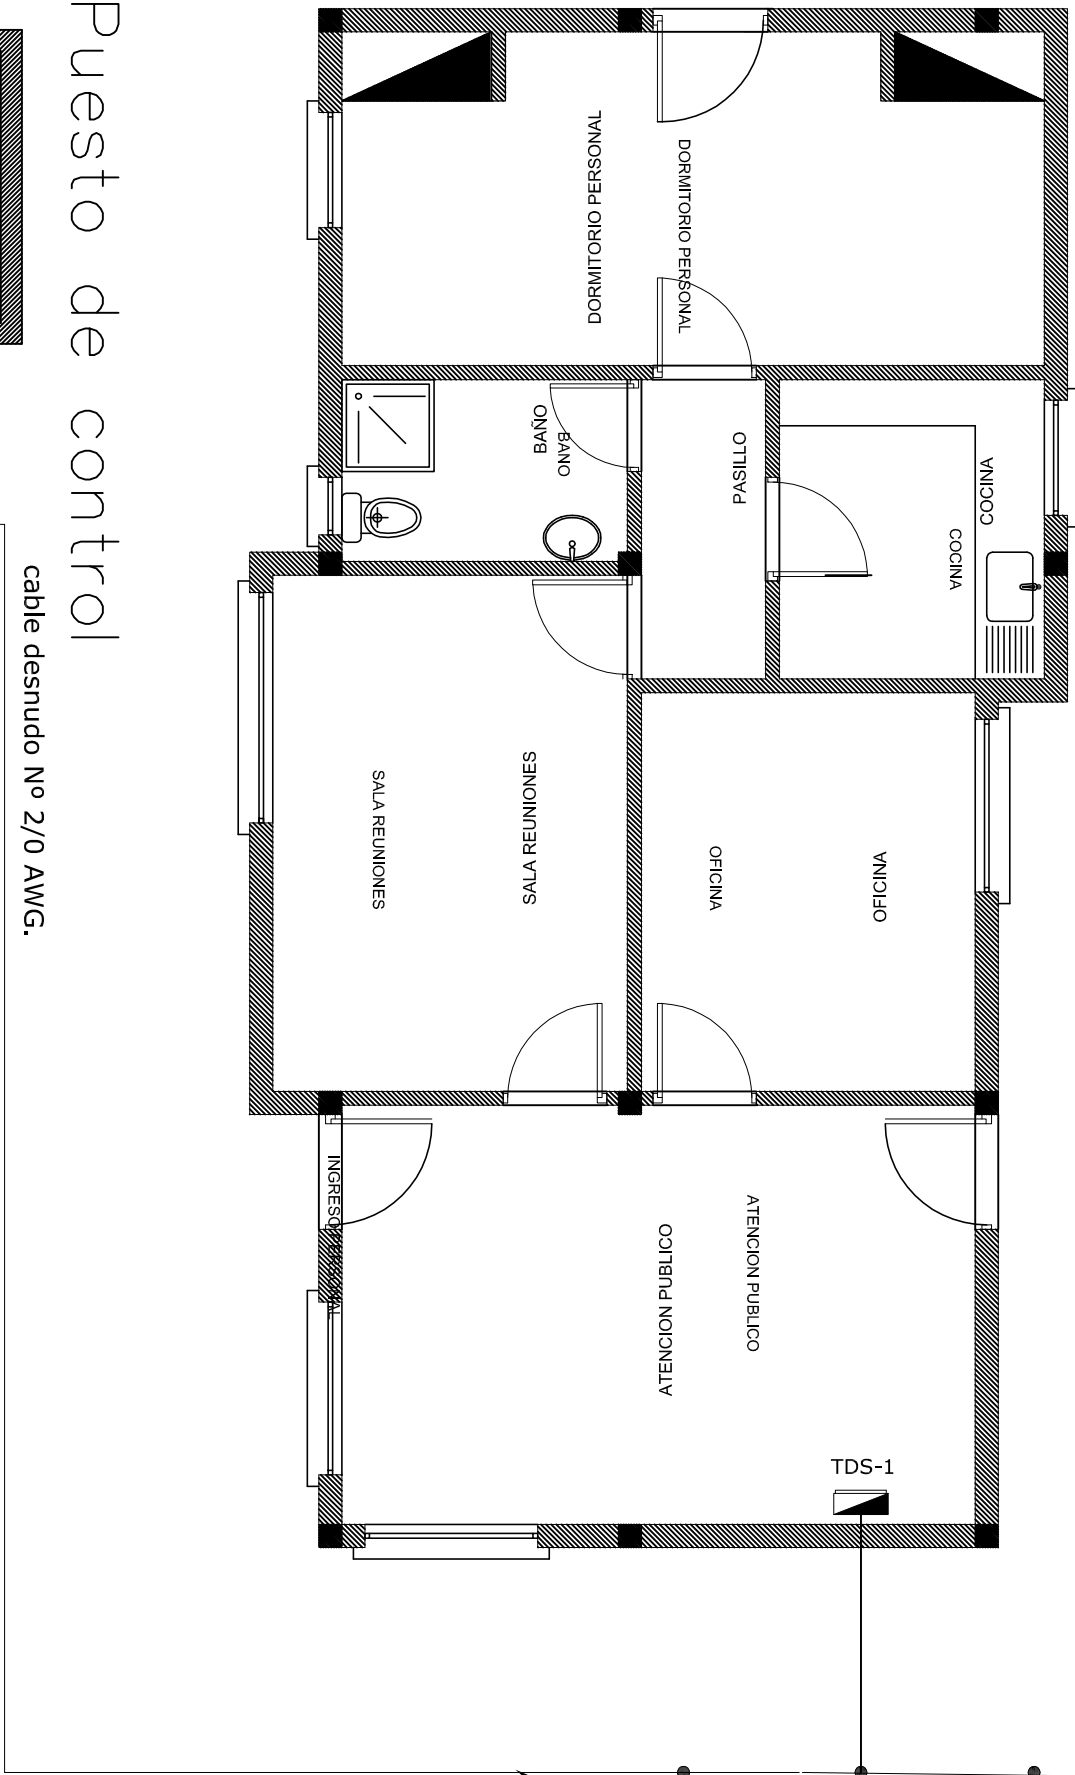 Puesto de control
cable desnudo Nº 2/0 AWG.
DORMITORIO PERSONAL
DORMITORIO PERSONAL
BAÑO
BANO
PASILLO
COCINA
COCINA
SALA REUNIONES
SALA REUNIONES
OFICINA
OFICINA
INGRESO PERSONAL
ATENCION PUBLICO
ATENCION PUBLICO
TDS-1